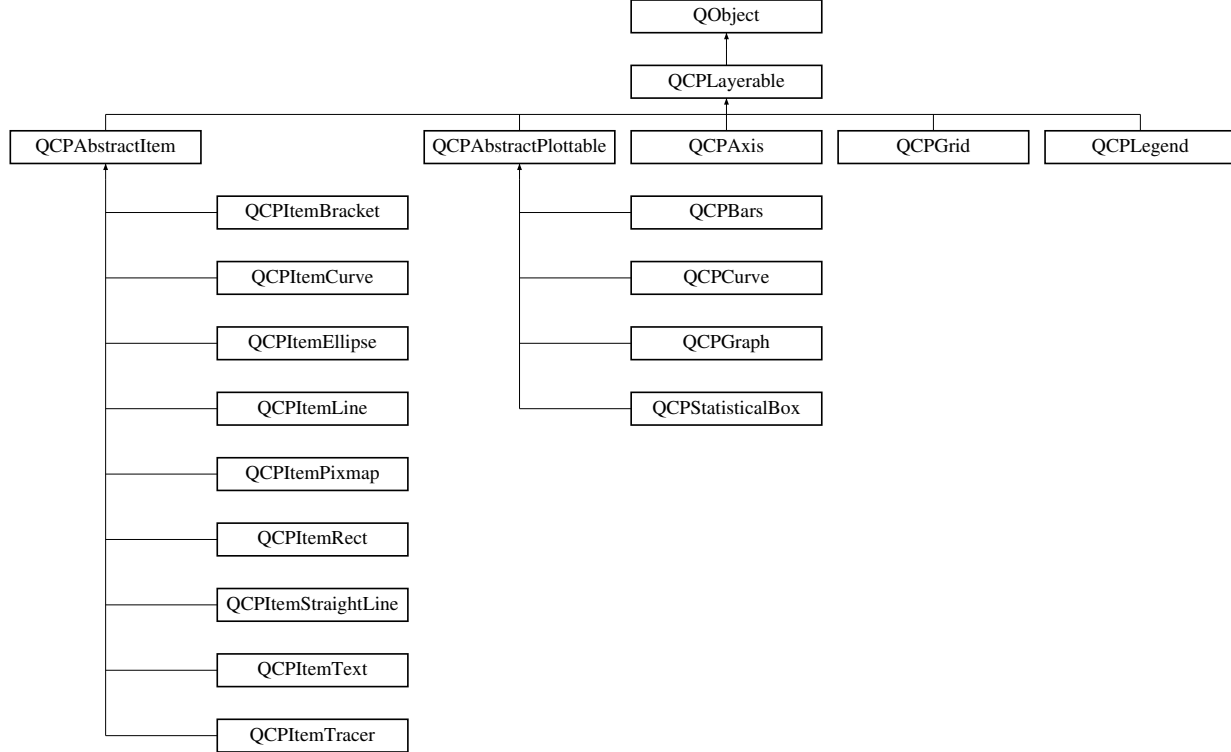 QObject
QCPLayerable
QCPAbstractItem
QCPAbstractPlottable
QCPAxis
QCPGrid
QCPLegend
QCPItemBracket
QCPBars
QCPItemCurve
QCPCurve
QCPItemEllipse
QCPGraph
QCPItemLine
QCPStatisticalBox
QCPItemPixmap
QCPItemRect
QCPItemStraightLine
QCPItemText
QCPItemTracer